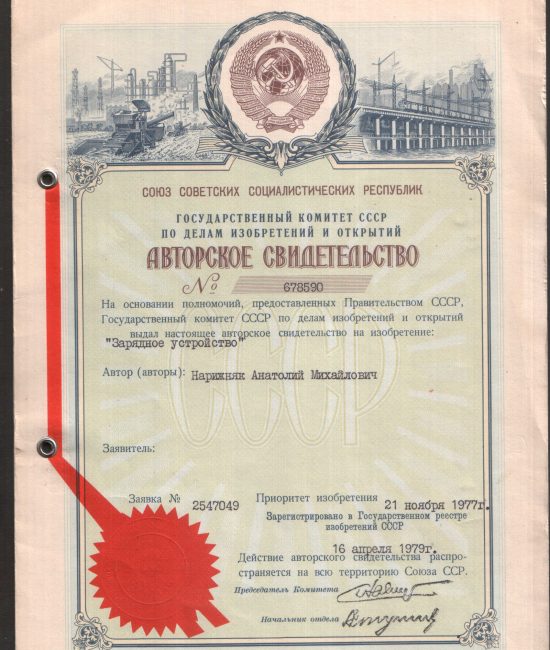 СОЮЗ СОВЕТСКИХ СОЦИАЛИСТИЧЕСКИХ РЕСПУБЛИК
ГОСУДАРСТВЕННЫЙ КОМИТЕТ СССР
ПО ДЕЛАМ ИЗОБРЕТЕНИЙ И ОТКРЫТИЙ
АВТОРСКОЕ СВИДЕТЕЛЬСТВО
№ 678590
На основании полномочий, предоставленных Правительством СССР,
Государственный комитет СССР по делам изобретений и открытий
выдал настоящее авторское свидетельство на изобретение:
"Зарядное устройство"
Автор (авторы): Нарижняк Анатолий Михайлович
СССР
Заявитель:
Заявка № 2547049
Приоритет изобретения 21 ноября 1977г.
Зарегистрировано в Государственном реестре
изобретений СССР
16 апреля 1979г.
Действие авторского свидетельства распро-
страняется на всю территорию Союза ССР.
Председатель Комитета
Начальник отдела